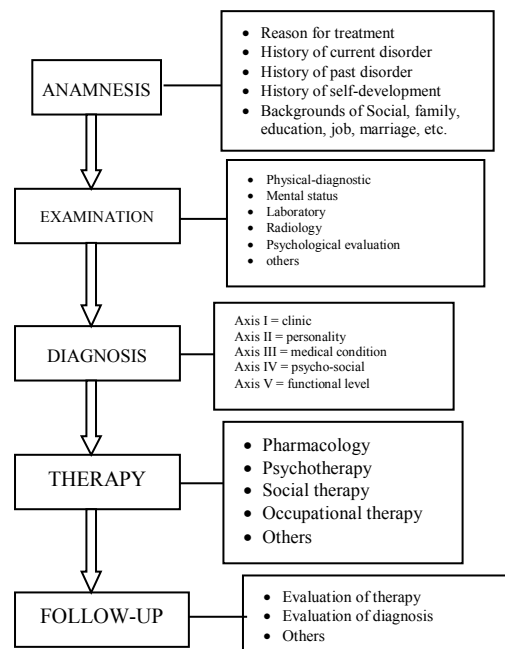 ANAMNESIS
• Reason for treatment
• History of current disorder
• History of past disorder
• History of self-development
• Backgrounds of Social, family,
education, job, marriage, etc.
EXAMINATION
• Physical-diagnostic
• Mental status
• Laboratory
• Radiology
• Psychological evaluation
• others
DIAGNOSIS
Axis I = clinic
Axis II = personality
Axis III = medical condition
Axis IV = psycho-social
Axis V = functional level
THERAPY
• Pharmacology
• Psychotherapy
• Social therapy
• Occupational therapy
• Others
FOLLOW-UP
• Evaluation of therapy
• Evaluation of diagnosis
• Others